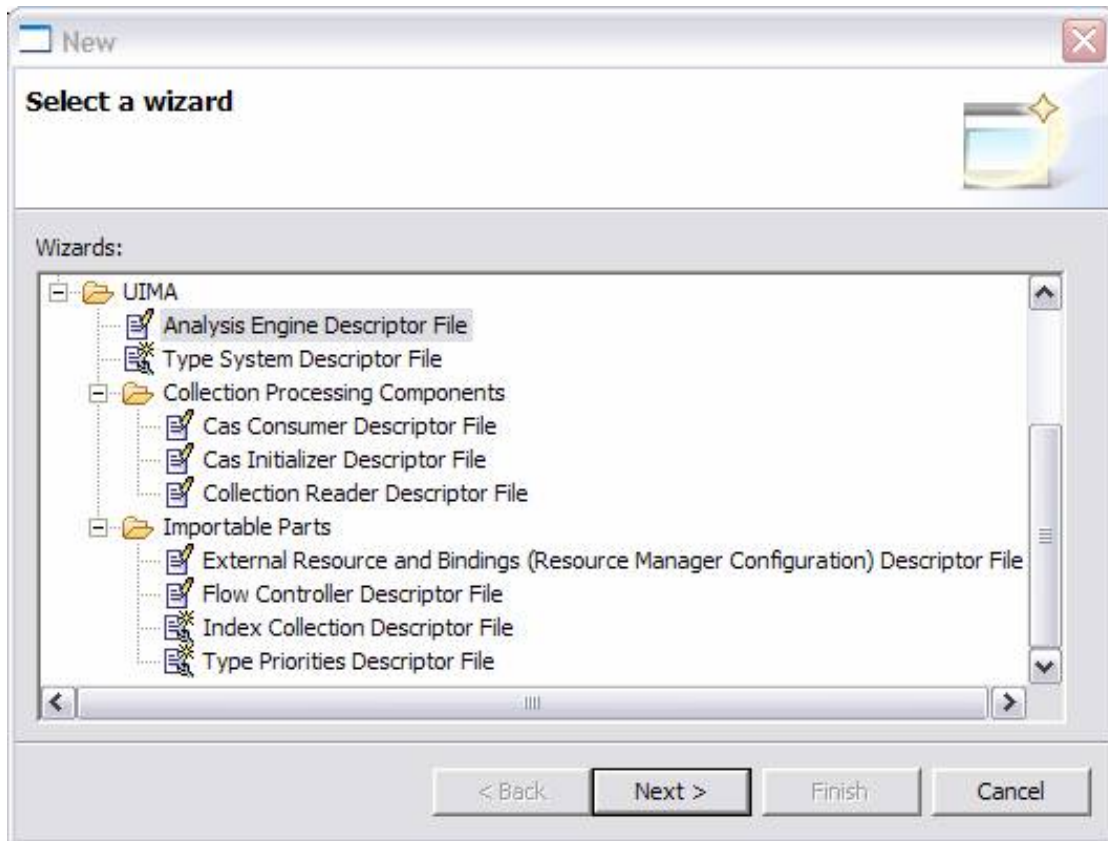 New
Select a wizard
Wizards:
UIMA
Analysis Engine Descriptor File
Type System Descriptor File
Collection Processing Components
Cas Consumer Descriptor File
Cas Initializer Descriptor File
Collection Reader Descriptor File
Importable Parts
External Resource and Bindings (Resource Manager Configuration) Descriptor File
Flow Controller Descriptor File
Index Collection Descriptor File
Type Priorities Descriptor File
< Back Next > Finish Cancel